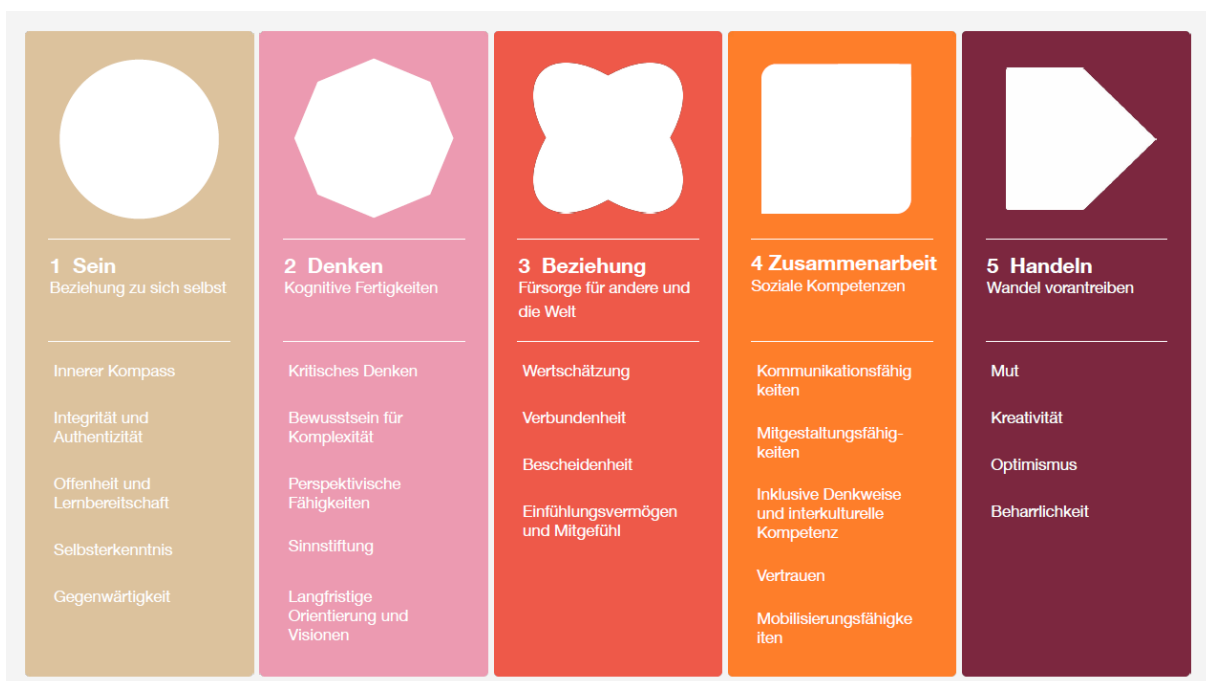 1 Sein
Beziehung zu sich selbst
Innerer Kompass
Integrität und
Authentizität
Offenheit und
Lernbereitschaft
Selbsterkenntnis
Gegenwärtigkeit
2 Denken
Kognitive Fertigkeiten
Kritisches Denken
Bewusstsein für
Komplexität
Perspektivische
Fähigkeiten
Sinnstiftung
Langfristige
Orientierung und
Visionen
3 Beziehung
Fürsorge für andere und
die Welt
Wertschätzung
Verbundenheit
Bescheidenheit
Einfühlungsvermögen
und Mitgefühl
4 Zusammenarbeit
Soziale Kompetenzen
Kommunikationsfähig
keiten
Mitgestaltungsfähig-
keiten
Inklusive Denkweise
und interkulturelle
Kompetenz
Vertrauen
Mobilisierungsfähigke
iten
5 Handeln
Wandel vorantreiben
Mut
Kreativität
Optimismus
Beharrlichkeit